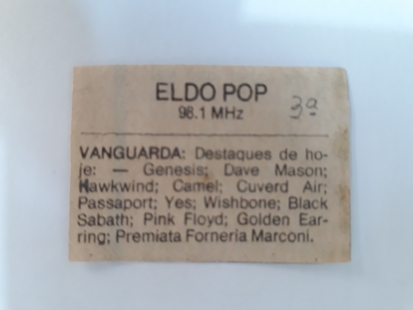 ELDO POP
98.1 MHz
3ª
VANGUARDA: Destaques de ho-
je: — Genesis; Dave Mason;
Hawkwind; Camel; Cuverd Air;
Passaport; Yes; Wishbone; Black
Sabath; Pink Floyd; Golden Ear-
ring; Premiata Forneria Marconi.